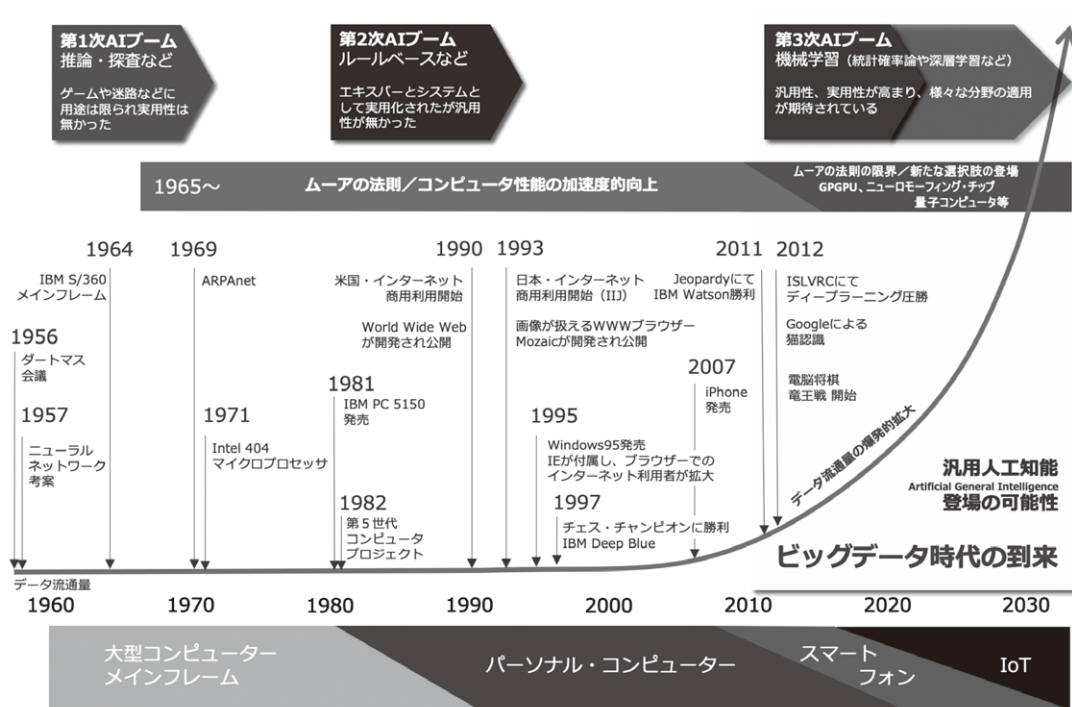 第1次AIブーム
推論・探査など
ゲームや迷路などに
用途は限られ実用性は
無かった
第2次AIブーム
ルールベースなど
エキスパーとシステムと
して実用化されたが汎用
性が無かった
第3次AIブーム
機械学習（統計確率論や深層学習など）
汎用性、実用性が高まり、様々な分野の適用
が期待されている
1965～
ムーアの法則／コンピュータ性能の加速度的向上
ムーアの法則の限界／新たな選択肢の登場
GPGPU、ニューロモーフィング・チップ
量子コンピュータ等
1964
IBM S/360
メインフレーム
1969
ARPAnet
1990
米国・インターネット
商用利用開始
World Wide Web
が開発され公開
1993
日本・インターネット
商用利用開始（IIJ）
画像が扱えるWWWブラウザー
Mozaicが開発され公開
2011
Jeopardyにて
IBM Watson勝利
2012
ISLVRCにて
ディープラーニング圧勝
Googleによる
猫認識
電脳将棋
竜王戦 開始
1956
ダートマス
会議
1957
ニューラル
ネットワーク
考案
1971
Intel 404
マイクロプロセッサ
1981
IBM PC 5150
発売
1982
第５世代
コンピュータ
プロジェクト
1995
Windows95発売
IEが付属し、ブラウザーでの
インターネット利用者が拡大
1997
チェス・チャンピオンに勝利
IBM Deep Blue
2007
iPhone
発売
データ流通量の爆発的拡大
汎用人工知能
Artificial General Intelligence
登場の可能性
ビッグデータ時代の到来
データ流通量
1960 1970 1980 1990 2000 2010 2020 2030
大型コンピューター
メインフレーム
パーソナル・コンピューター
スマート
フォン
IoT